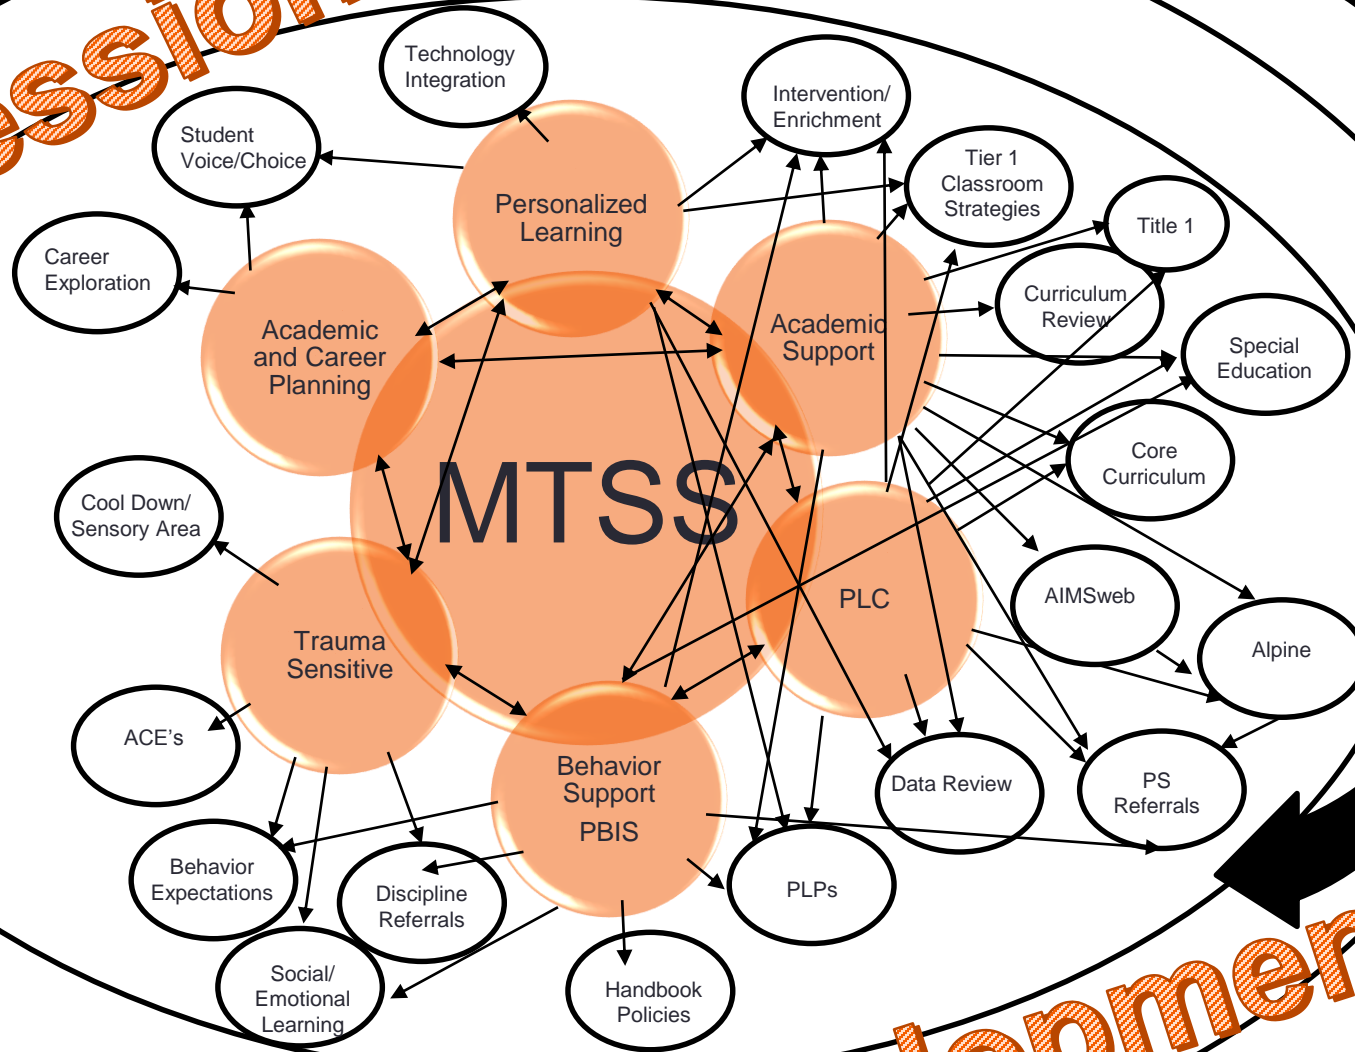 ession
Technology
Integration
Intervention/
Enrichment
Student
Voice/Choice
Tier 1
Classroom
Strategies
Title 1
Personalized
Learning
Career
Exploration
Curriculum
Review
Academic
and Career
Planning
Academic
Support
Special
Education
Core
Curriculum
MTSS
Cool Down/
Sensory Area
PLC
AIMSweb
Alpine
Trauma
Sensitive
ACE's
Behavior
Support
PBIS
Data Review
PS
Referrals
Behavior
Expectations
Discipline
Referrals
PLPs
Social/
Emotional
Learning
Handbook
Policies
lopmen